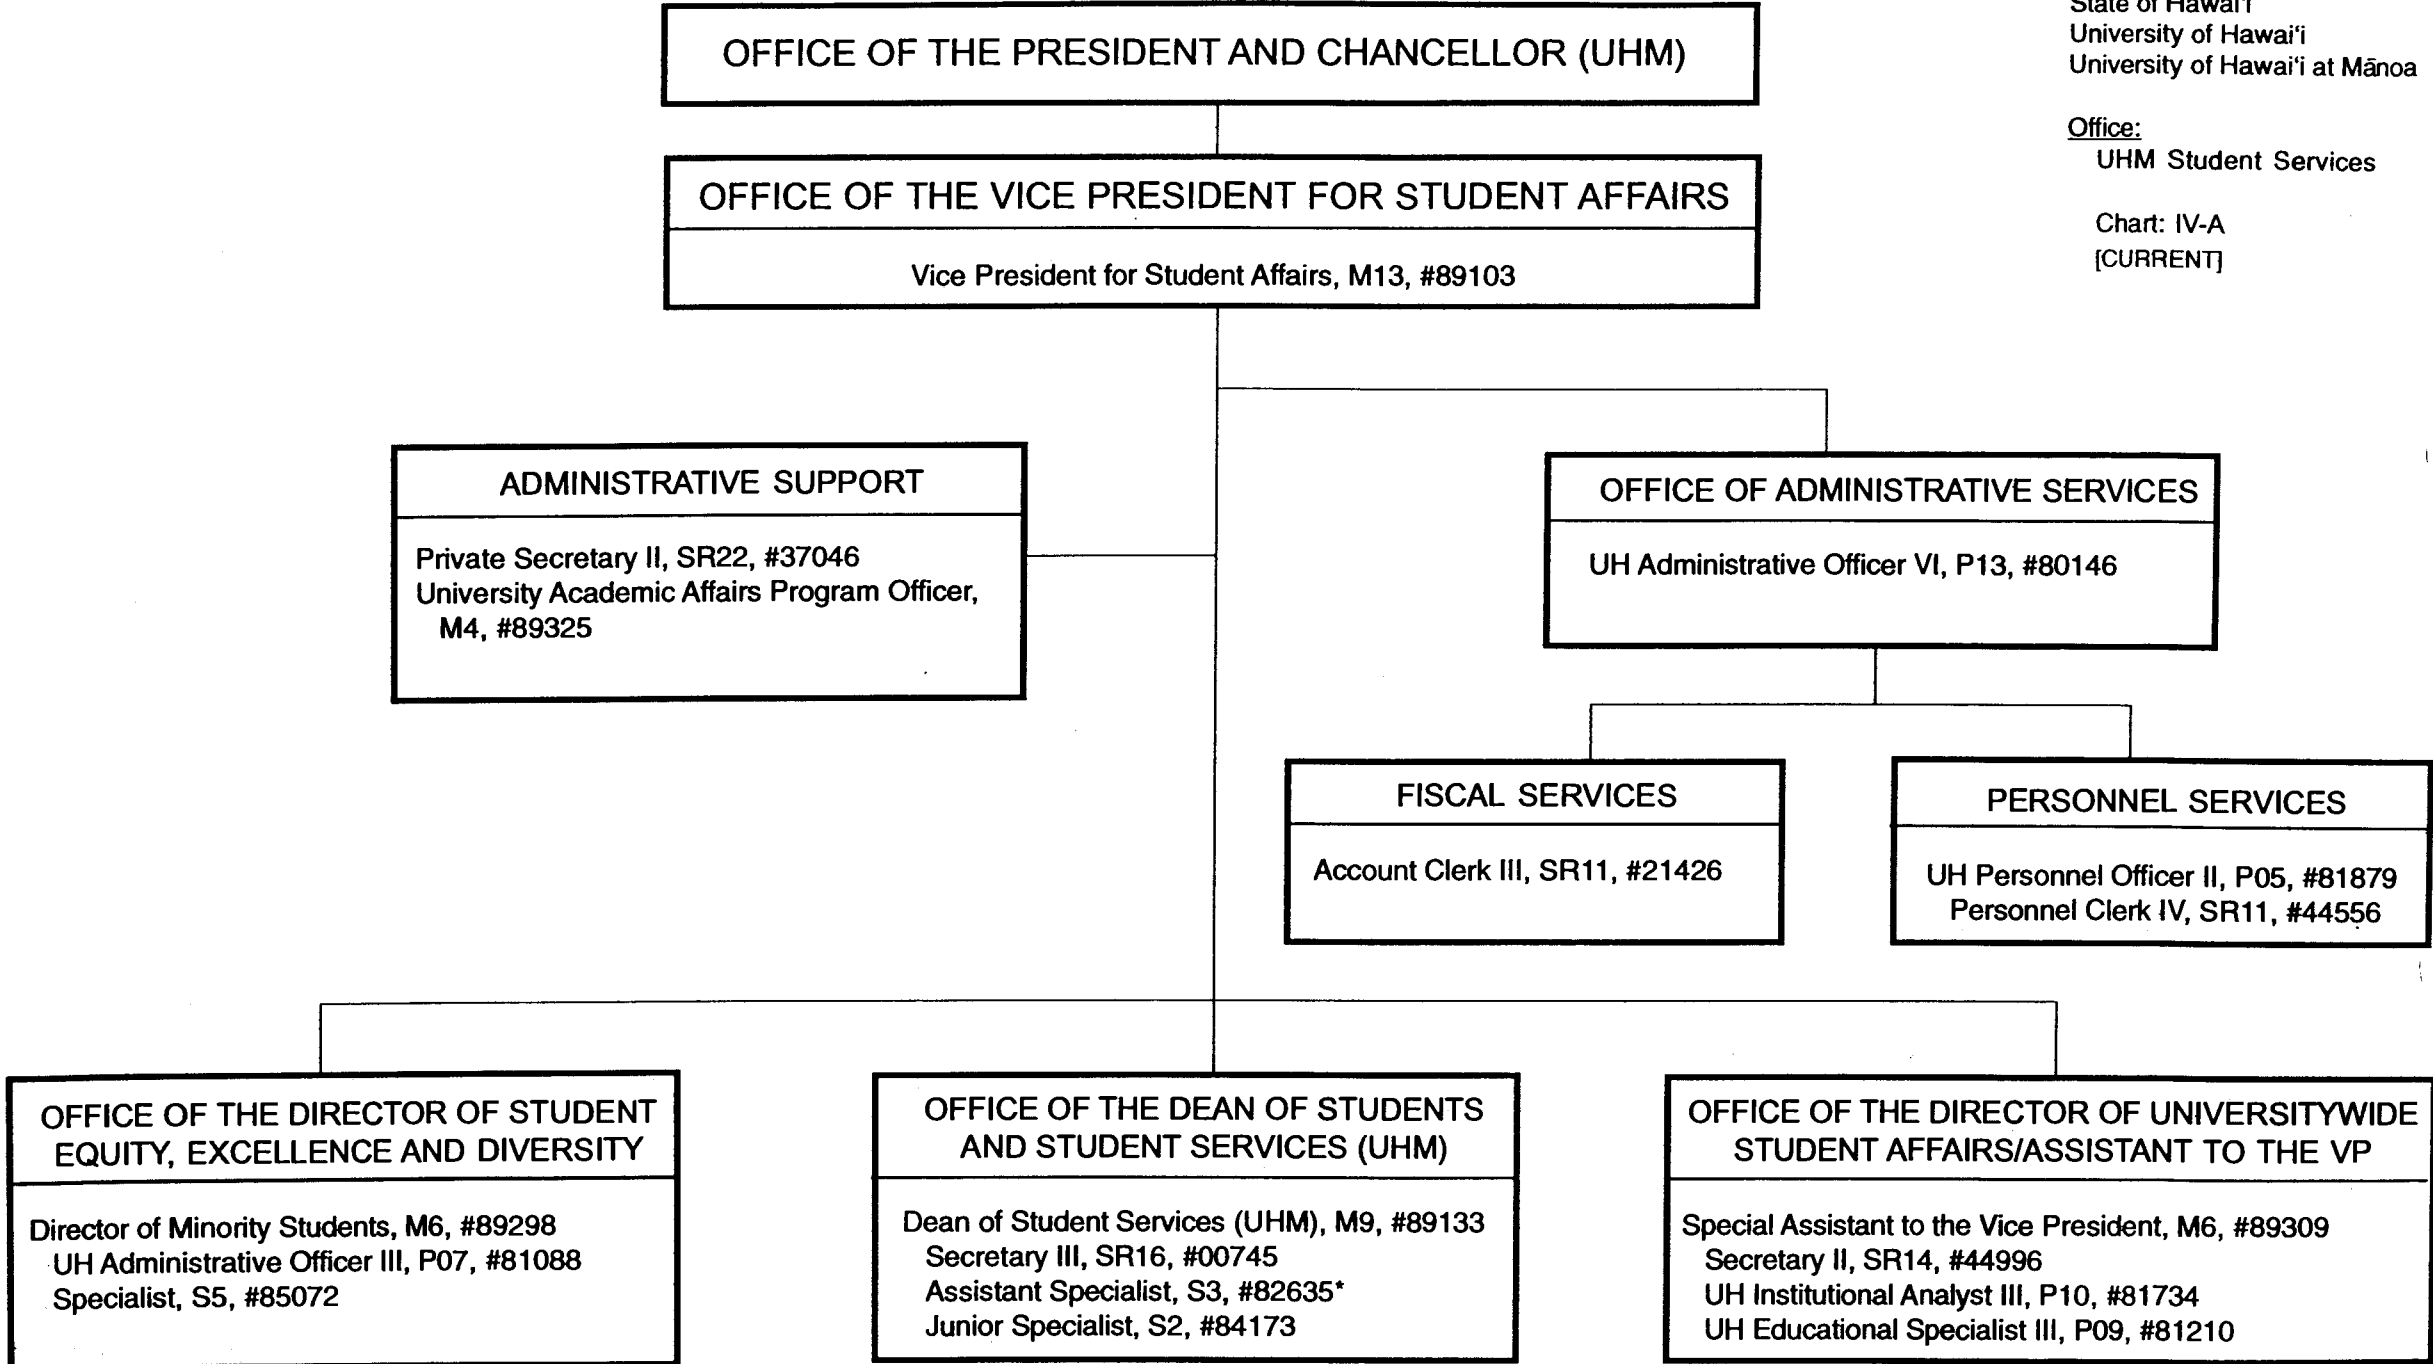 State of Hawai'i
University of Hawai'i
University of Hawai'i at Mānoa
Office:
UHM Student Services
Chart: IV-A
[CURRENT]
OFFICE OF THE PRESIDENT AND CHANCELLOR (UHM)
OFFICE OF THE VICE PRESIDENT FOR STUDENT AFFAIRS
Vice President for Student Affairs, M13, #89103
ADMINISTRATIVE SUPPORT
Private Secretary II, SR22, #37046
University Academic Affairs Program Officer,
M4, #89325
OFFICE OF ADMINISTRATIVE SERVICES
UH Administrative Officer VI, P13, #80146
FISCAL SERVICES
Account Clerk III, SR11, #21426
PERSONNEL SERVICES
UH Personnel Officer II, P05, #81879
Personnel Clerk IV, SR11, #44556
OFFICE OF THE DIRECTOR OF STUDENT
EQUITY, EXCELLENCE AND DIVERSITY
Director of Minority Students, M6, #89298
UH Administrative Officer III, P07, #81088
Specialist, S5, #85072
OFFICE OF THE DEAN OF STUDENTS
AND STUDENT SERVICES (UHM)
Dean of Student Services (UHM), M9, #89133
Secretary III, SR16, #00745
Assistant Specialist, S3, #82635*
Junior Specialist, S2, #84173
OFFICE OF THE DIRECTOR OF UNIVERSITYWIDE
STUDENT AFFAIRS/ASSISTANT TO THE VP
Special Assistant to the Vice President, M6, #89309
Secretary II, SR14, #44996
UH Institutional Analyst III, P10, #81734
UH Educational Specialist III, P09, #81210